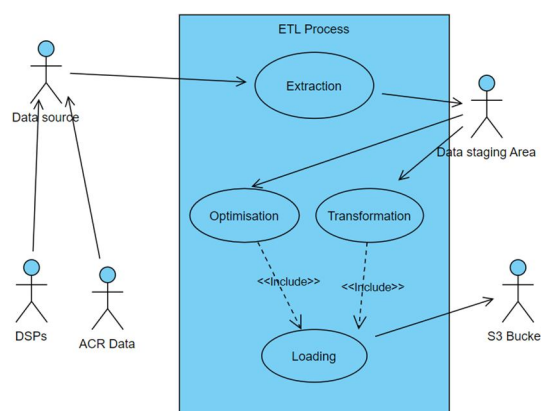 ETL Process
Extraction
Data source
Data staging Area
Optimisation
Transformation
<<Include>>
<<Include>>
DSPs
ACR Data
Loading
S3 Bucke